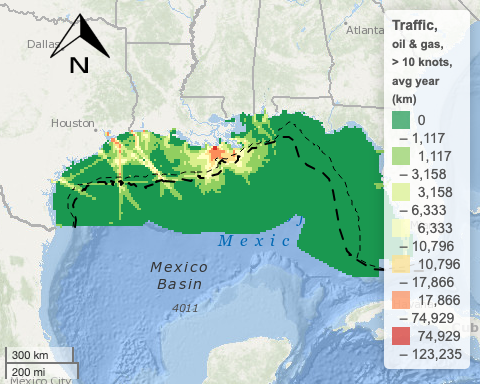 Dallas
Atlanta
N
Houston
Mexic
Mexico
Basin
4011
300 km
200 mi
Mexico City
Traffic,
oil & gas,
> 10 knots,
avg year
(km)
0
– 1,117
1,117
– 3,158
3,158
– 6,333
6,333
– 10,796
10,796
– 17,866
17,866
– 74,929
74,929
– 123,235